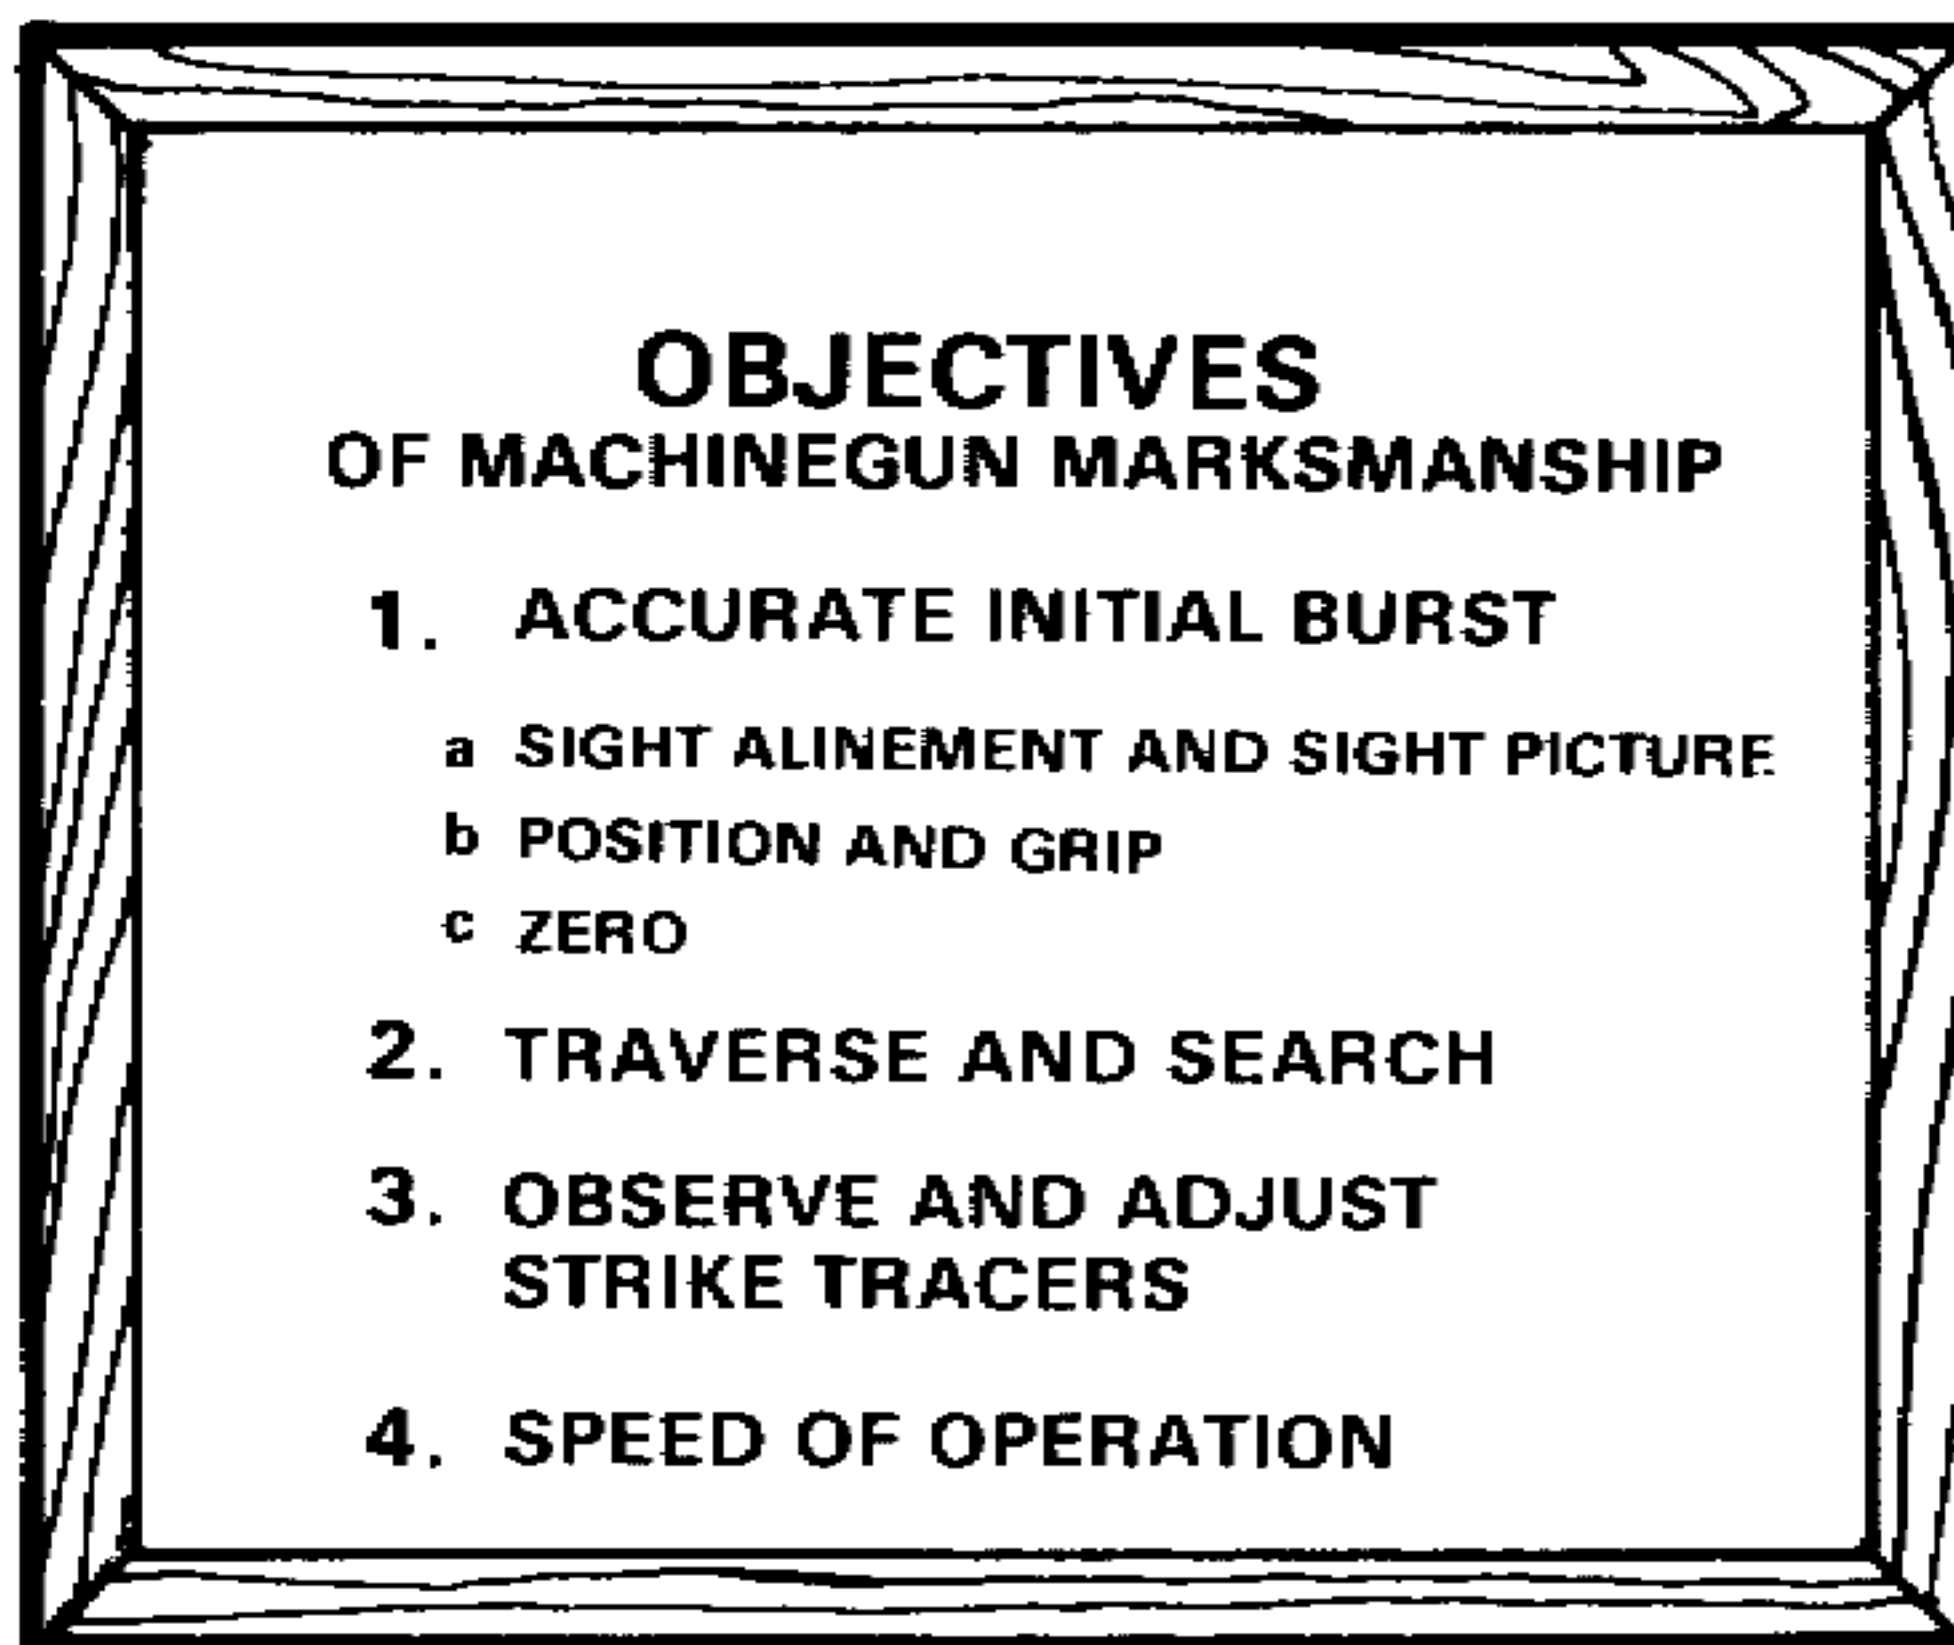 OBJECTIVES
OF MACHINEGUN MARKSMANSHIP
1. ACCURATE INITIAL BURST
a SIGHT ALINEMENT AND SIGHT PICTURE
b POSITION AND GRIP
c ZERO
2. TRAVERSE AND SEARCH
3. OBSERVE AND ADJUST
STRIKE TRACERS
4. SPEED OF OPERATION